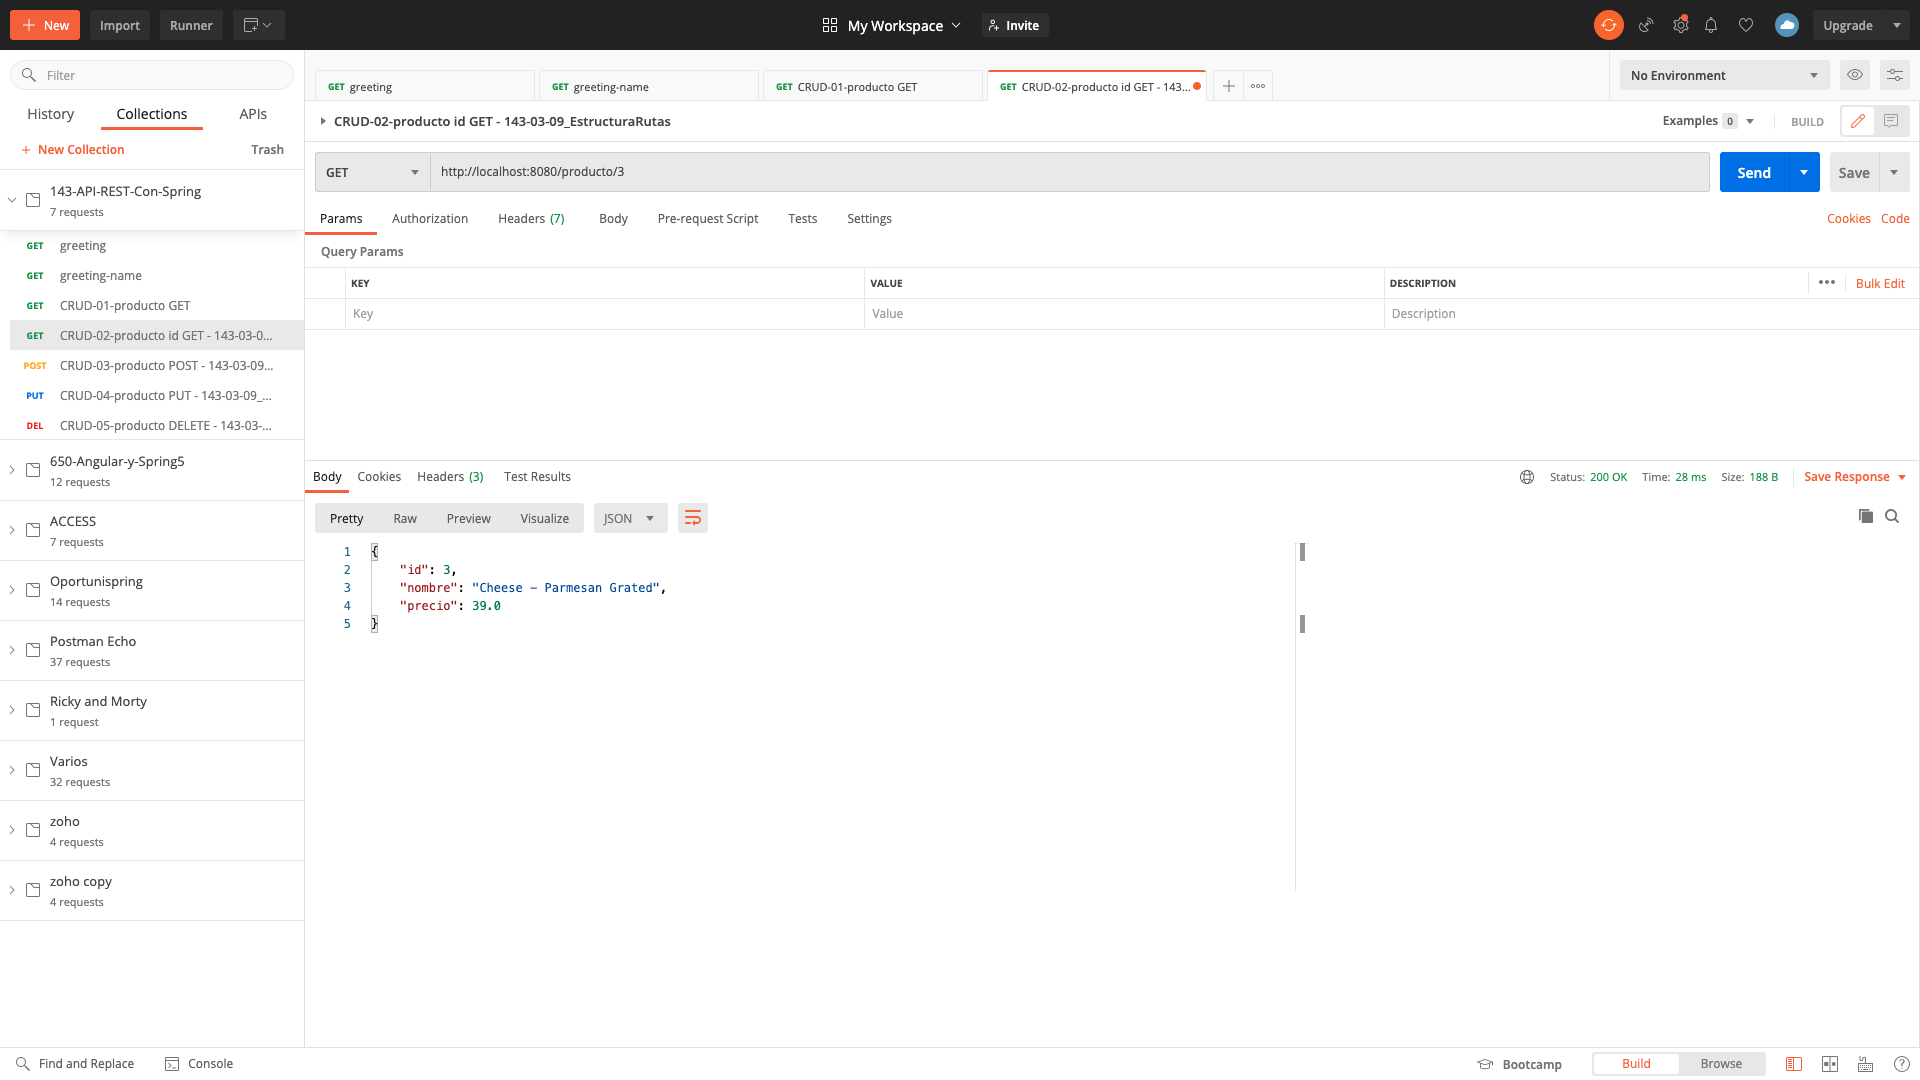 New Import Runner My Workspace Invite Upgrade
Filter
History Collections APIs
+ New Collection Trash
143-API-REST-Con-Spring
7 requests
GET greeting
GET greeting-name
GET CRUD-01-producto GET
GET CRUD-02-producto id GET - 143-03-0...
POST CRUD-03-producto POST - 143-03-09...
PUT CRUD-04-producto PUT - 143-03-09_...
DEL CRUD-05-producto DELETE - 143-03-...
650-Angular-y-Spring5
12 requests
ACCESS
7 requests
Oportunispring
14 requests
Postman Echo
37 requests
Ricky and Morty
1 request
Varios
32 requests
zoho
4 requests
zoho copy
4 requests
GET greeting GET greeting-name GET CRUD-01-producto GET GET CRUD-02-producto id GET - 143... No Environment
CRUD-02-producto id GET - 143-03-09_EstructuraRutas Examples 0 BUILD
GET http://localhost:8080/producto/3 Send Save
Params Authorization Headers (7) Body Pre-request Script Tests Settings Cookies Code
Query Params
KEY VALUE DESCRIPTION Bulk Edit
Key Value Description
Body Cookies Headers (3) Test Results Status: 200 OK Time: 28 ms Size: 188 B Save Response
Pretty Raw Preview Visualize JSON
1 {
2 "id": 3,
3 "nombre": "Cheese - Parmesan Grated",
4 "precio": 39.0
5 }
Find and Replace Console Bootcamp Build Browse